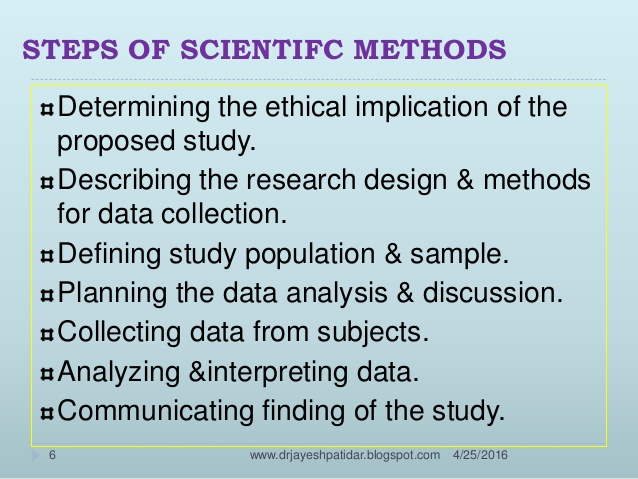 STEPS OF SCIENTIFC METHODS
Determining the ethical implication of the
proposed study.
Describing the research design & methods
for data collection.
Defining study population & sample.
Planning the data analysis & discussion.
Collecting data from subjects.
Analyzing &interpreting data.
Communicating finding of the study.
6 www.drjayeshpatidar.blogspot.com 4/25/2016